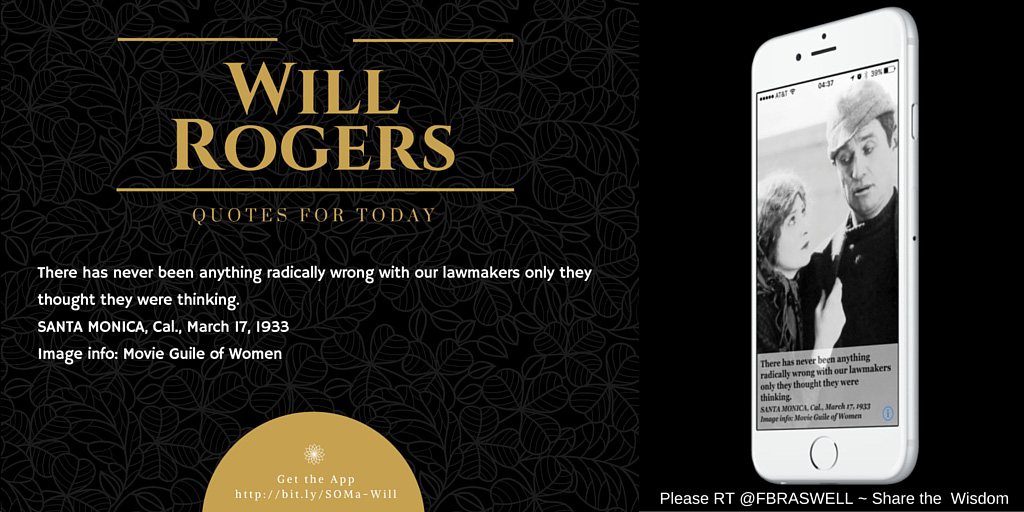 WILL
ROGERS
QUOTES FOR TODAY
There has never been anything radically wrong with our lawmakers only they
thought they were thinking.
SANTA MONICA, Cal., March 17, 1933
Image info: Movie Guile of Women
Get the App
http://bit.ly/SOMa-Will
AT&T 04:37 39%
There has never been anything
radically wrong with our lawmakers
only they thought they were
thinking.
SANTA MONICA, Cal., March 17, 1933
Image info: Movie Guile of Women
Please RT @FBRASWELL ~ Share the Wisdom